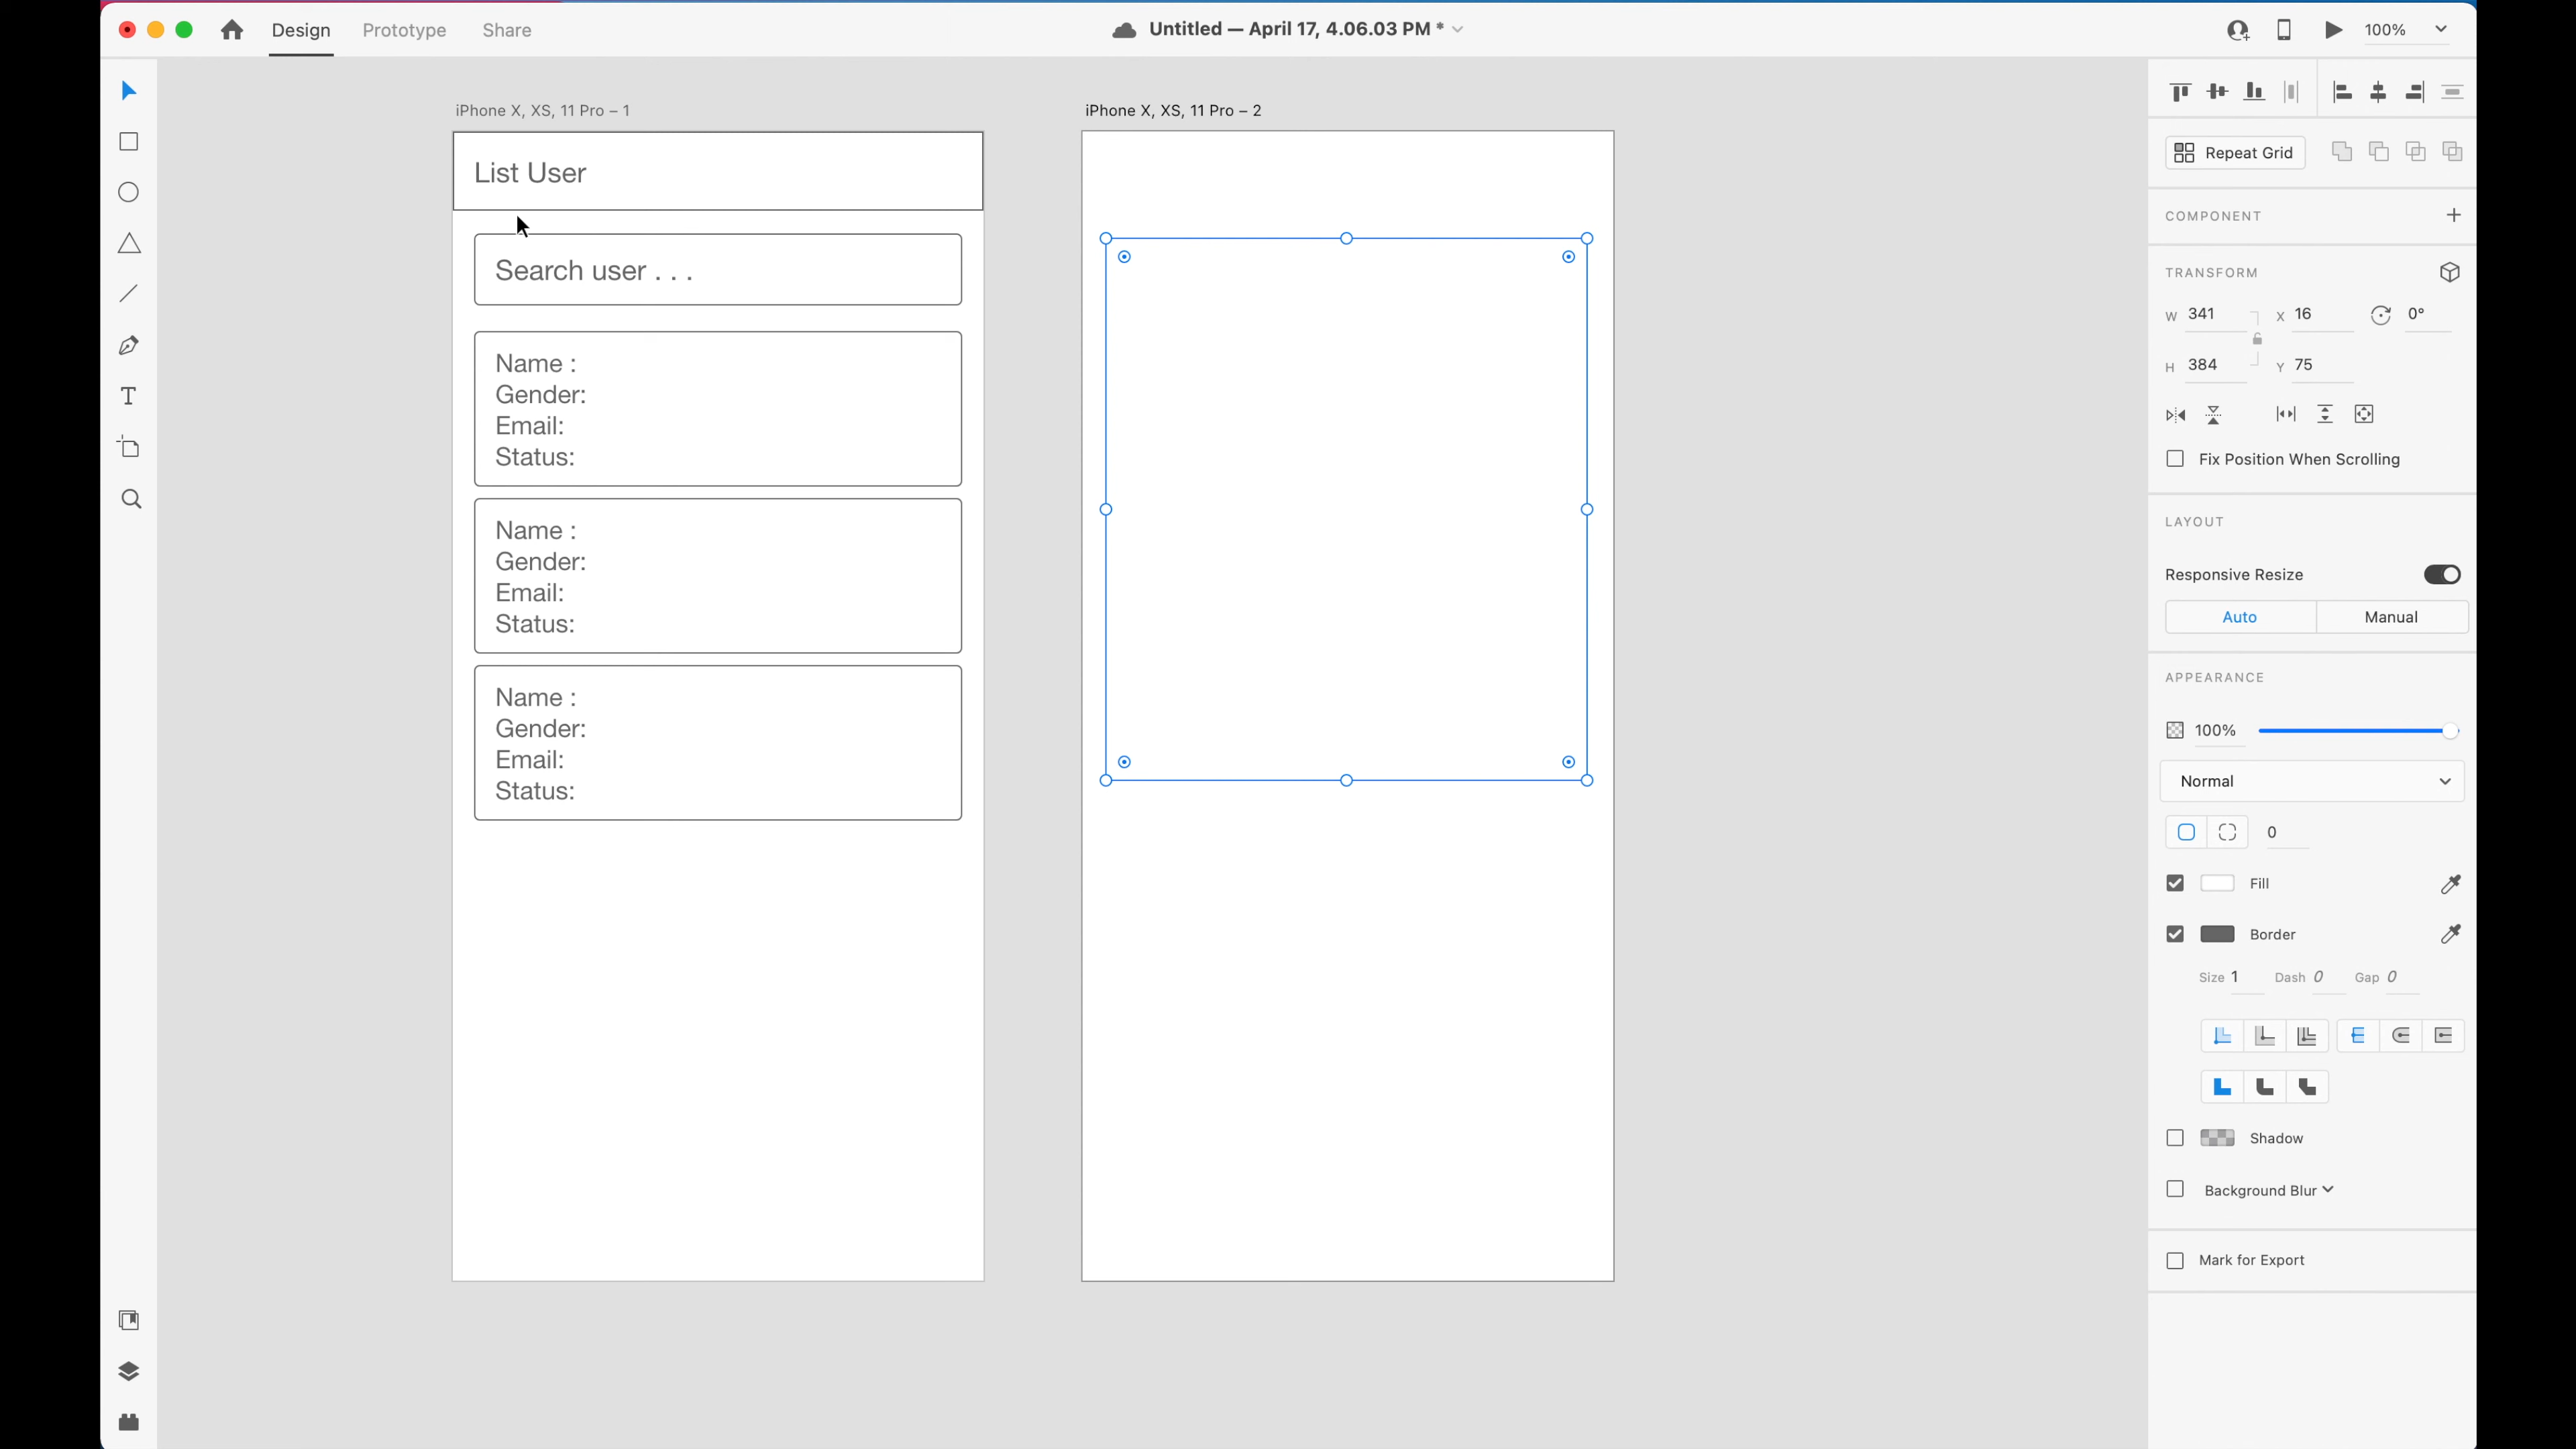 Design Prototype Share
Untitled — April 17, 4.06.03 PM *
100%
iPhone X, XS, 11 Pro – 1
List User
Search user . . .
Name :
Gender:
Email:
Status:
Name :
Gender:
Email:
Status:
Name :
Gender:
Email:
Status:
iPhone X, XS, 11 Pro – 2
Repeat Grid
COMPONENT
TRANSFORM
W 341 X 16 0°
H 384 Y 75
Fix Position When Scrolling
LAYOUT
Responsive Resize
Auto Manual
APPEARANCE
100%
Normal
0
Fill
Border
Size 1 Dash 0 Gap 0
Shadow
Background Blur
Mark for Export